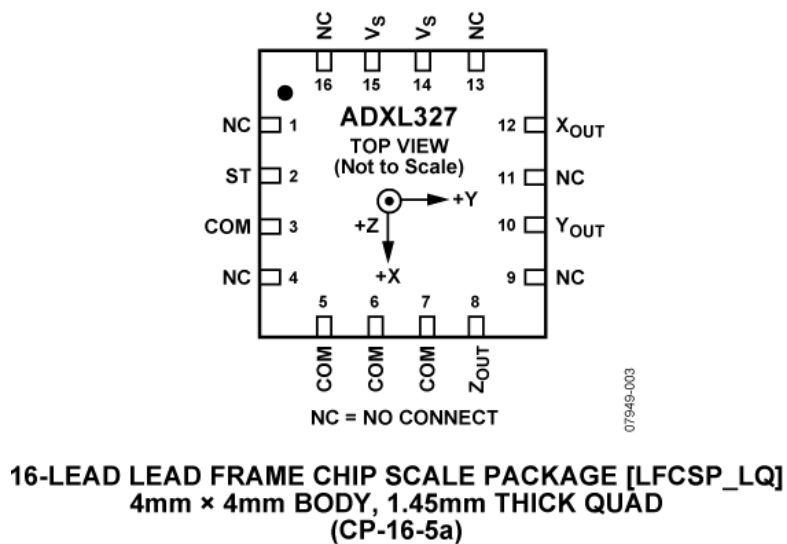 NC
VS
VS
NC
16
15
14
13
ADXL327
TOP VIEW
(Not to Scale)
NC 1
12 XOUT
ST 2
11 NC
COM 3
10 YOUT
NC 4
9 NC
+Y
+Z
+X
5
6
7
8
COM
COM
COM
ZOUT
NC = NO CONNECT
07949-003
16-LEAD LEAD FRAME CHIP SCALE PACKAGE [LFCSP_LQ]
4mm × 4mm BODY, 1.45mm THICK QUAD
(CP-16-5a)